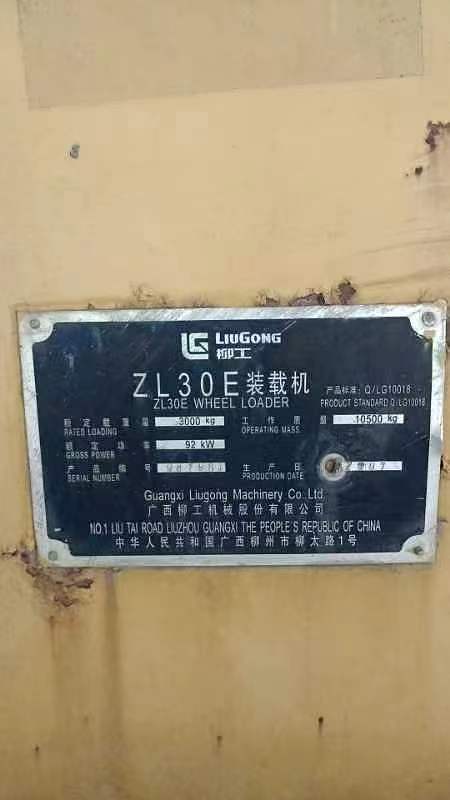 LG LIUGONG
柳工
ZL30E装载机
产品标准: Q/LG10018
ZL30E WHEEL LOADER
PRODUCT STANDARD Q/LG10018
额定载重量 3000 kg 工作质量 10500 kg
RATED LOADING OPERATING MASS
额定功率 92 kW
GROSS POWER
产品编号 生产日
SERIAL NUMBER PRODUCTION DATE
Guangxi Liugong Machinery Co.,Ltd.
广西柳工机械股份有限公司
NO.1 LIU TAI ROAD LIUZHOU GUANGXI THE PEOPLE'S REPUBLIC OF CHINA
中华人民共和国广西柳州市柳太路1号